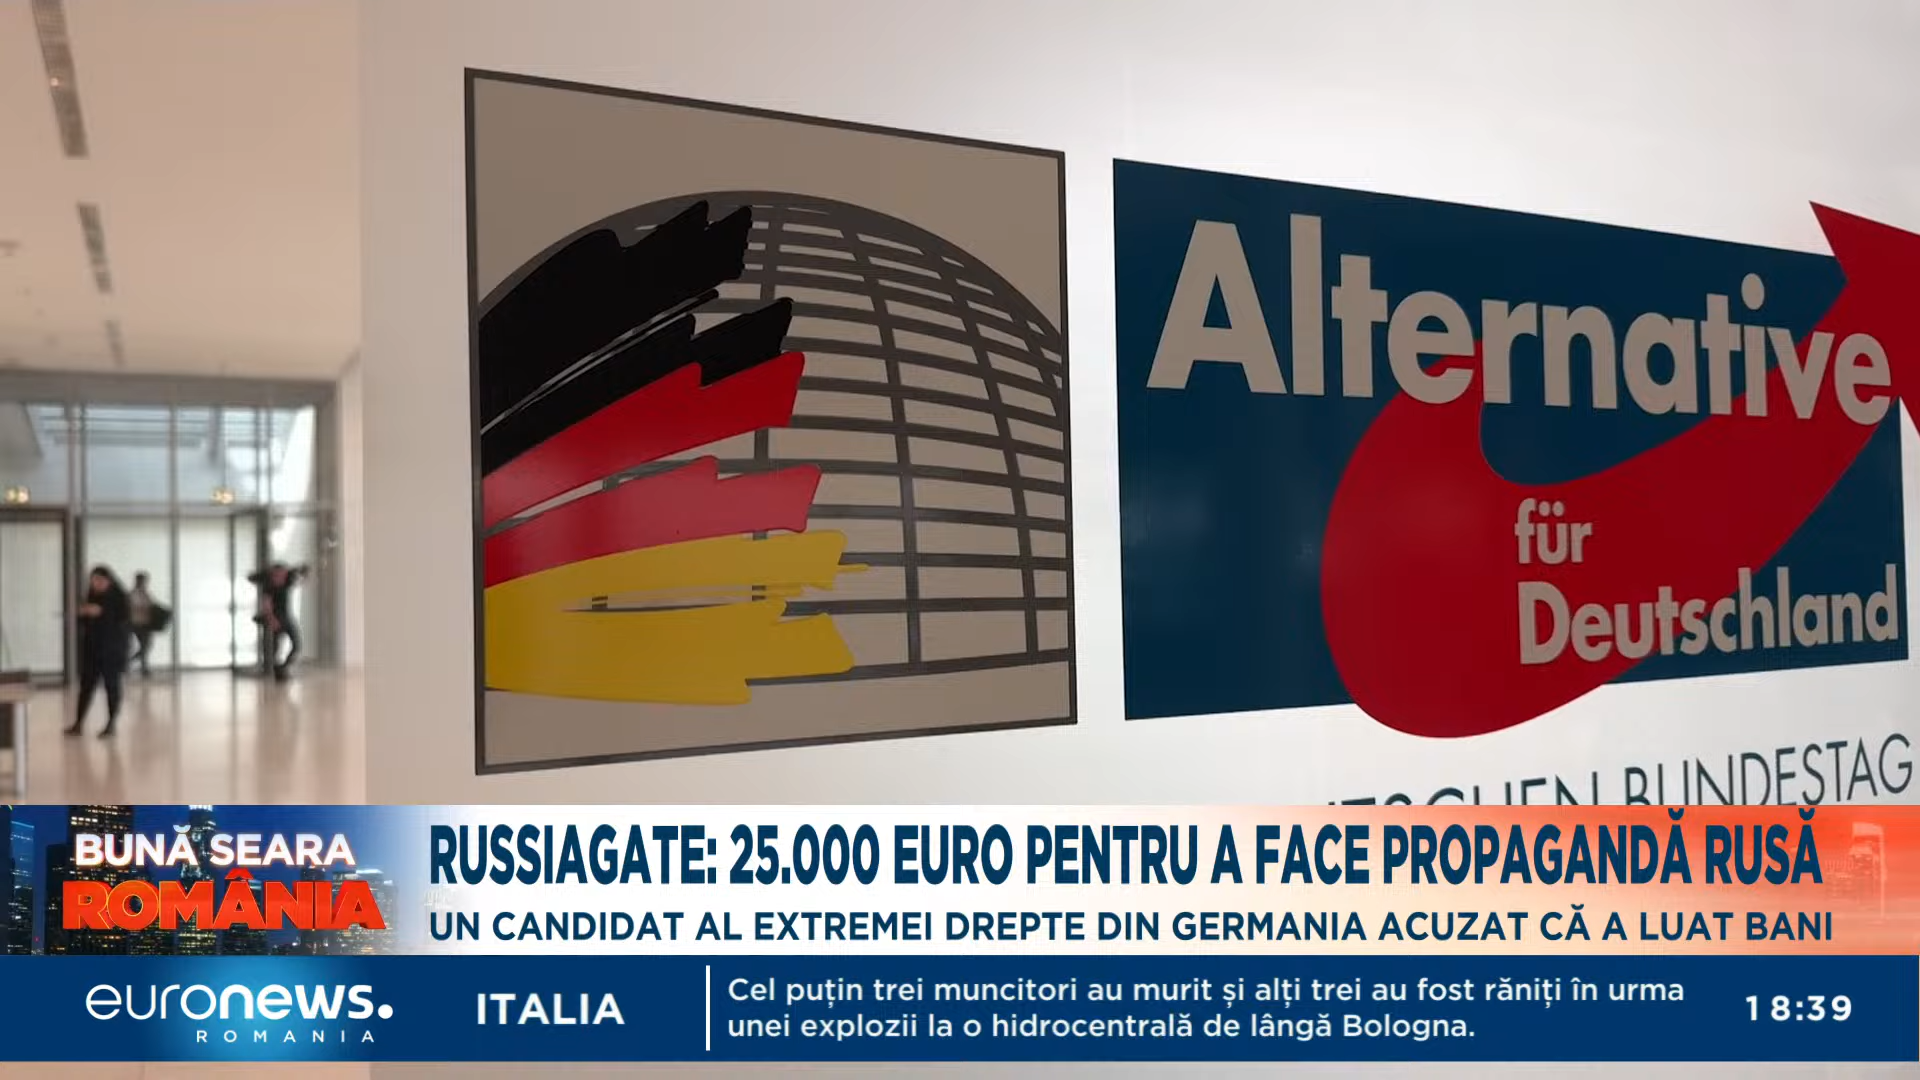 Alternative
für
Deutschland
BUNDESTAG
BUNĂ SEARA
ROMÂNIA
RUSSIAGATE: 25.000 EURO PENTRU A FACE PROPAGANDĂ RUSĂ
UN CANDIDAT AL EXTREMEI DREPTE DIN GERMANIA ACUZAT CĂ A LUAT BANI
euronews.
ROMANIA
ITALIA
Cel puțin trei muncitori au murit și alți trei au fost răniți în urma
unei explozii la o hidrocentrală de lângă Bologna.
18:39